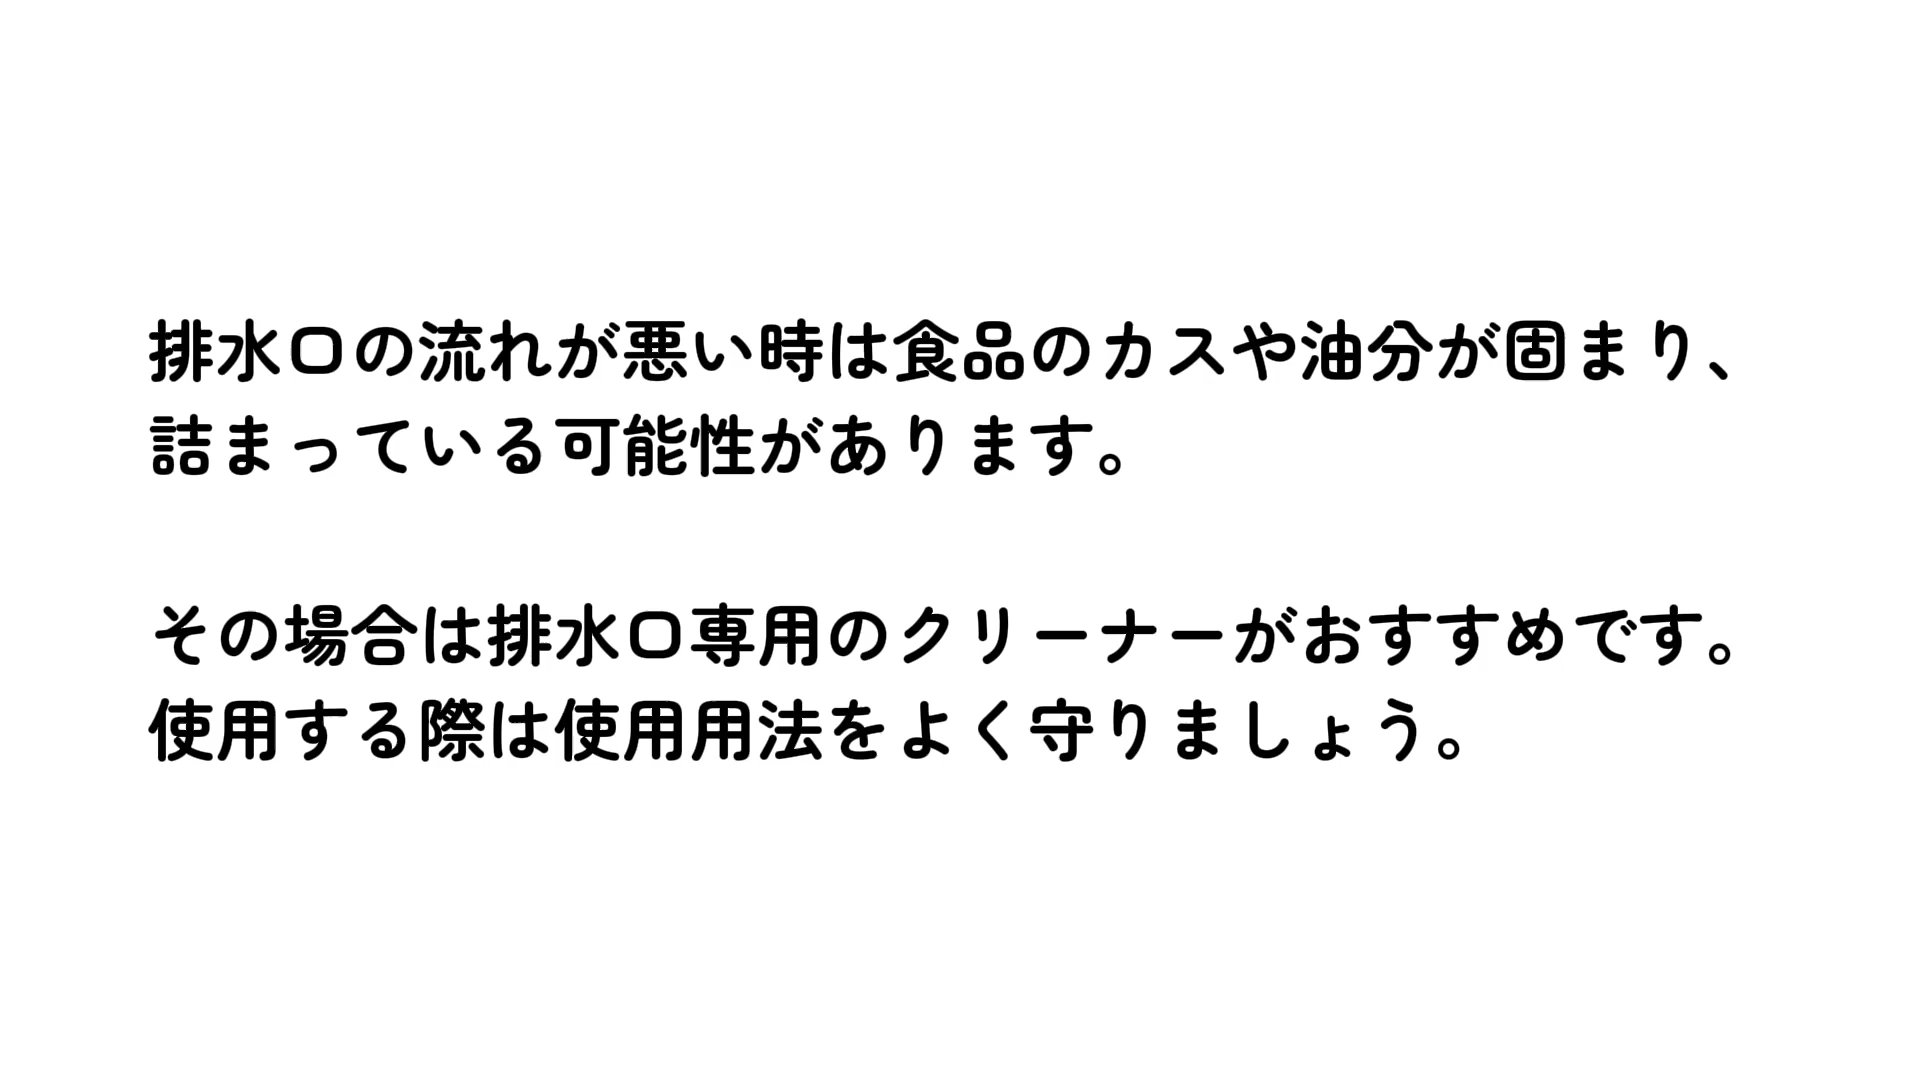 排水口の流れが悪い時は食品のカスや油分が固まり、
詰まっている可能性があります。
その場合は排水口専用のクリーナーがおすすめです。
使用する際は使用用法をよく守りましょう。